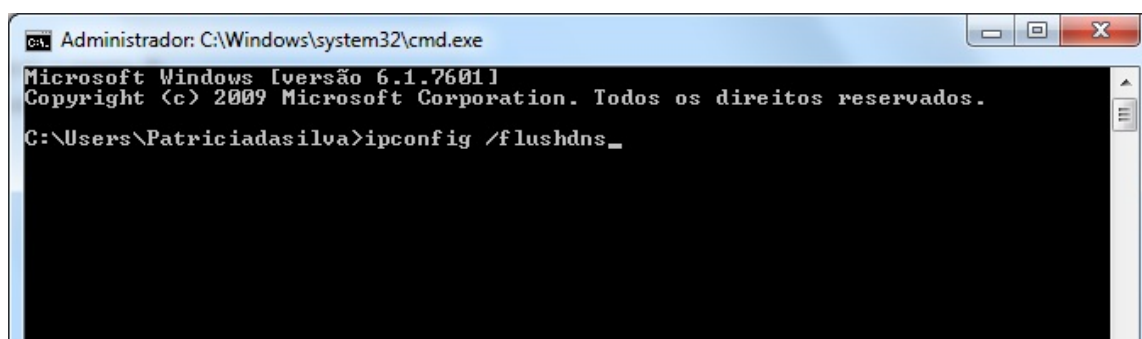 Administrador: C:\Windows\system32\cmd.exe
Microsoft Windows [versão 6.1.7601]
Copyright (c) 2009 Microsoft Corporation. Todos os direitos reservados.
C:\Users\Patriciadasilva>ipconfig /flushdns_